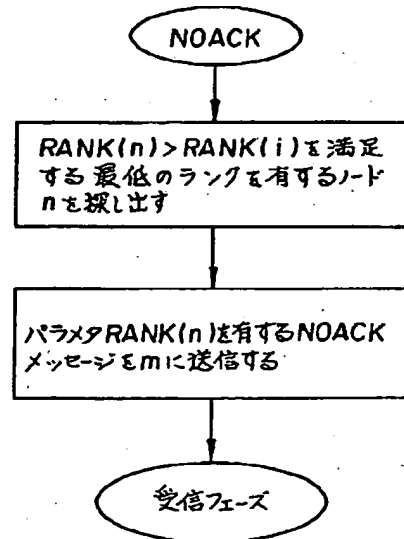 NOACK
RANK(n)>RANK(i)を満足
する最低のランクを有するノード
nを探し出す
パラメタRANK(n)を有するNOACK
メッセージをmに送信する
受信フェーズ